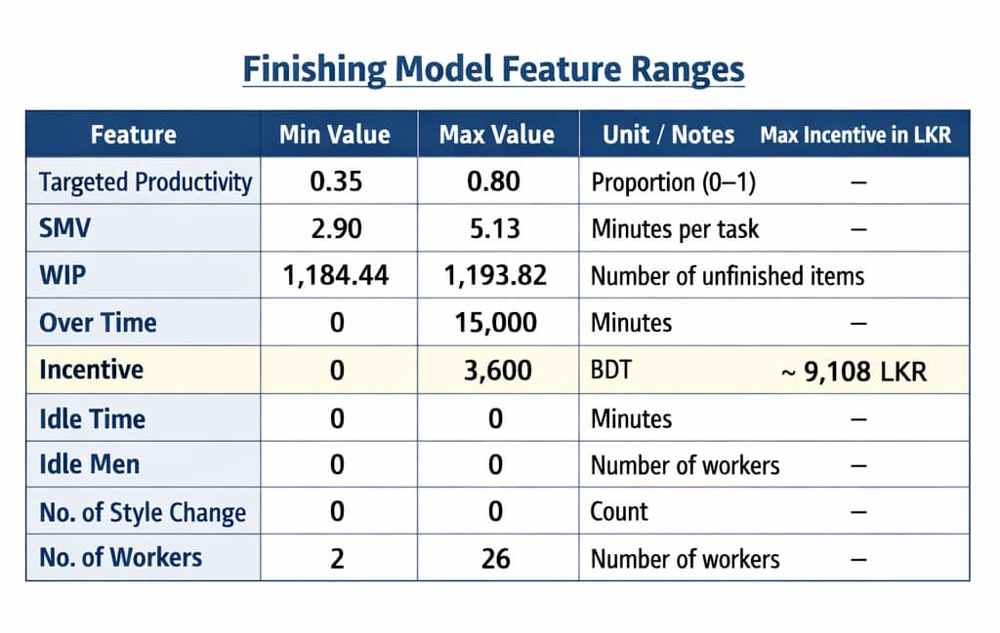 Finishing Model Feature Ranges
Feature Min Value Max Value Unit / Notes Max Incentive in LKR
Targeted Productivity 0.35 0.80 Proportion (0–1) –
SMV 2.90 5.13 Minutes per task –
WIP 1,184.44 1,193.82 Number of unfinished items
Over Time 0 15,000 Minutes –
Incentive 0 3,600 BDT ~ 9,108 LKR
Idle Time 0 0 Minutes –
Idle Men 0 0 Number of workers –
No. of Style Change 0 0 Count –
No. of Workers 2 26 Number of workers –